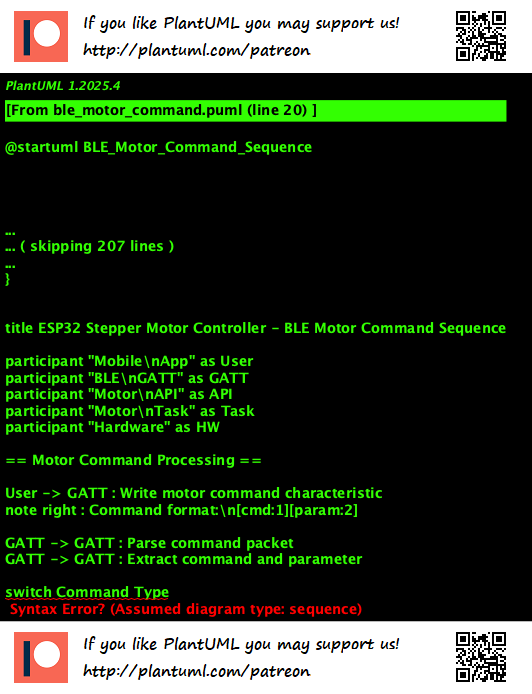 If you like PlantUML you may support us!
http://plantuml.com/patreon
PlantUML 1.2025.4
[From ble_motor_command.puml (line 20) ]
@startuml BLE_Motor_Command_Sequence
...
... ( skipping 207 lines )
...
}
title ESP32 Stepper Motor Controller - BLE Motor Command Sequence
participant "Mobile\nApp" as User
participant "BLE\nGATT" as GATT
participant "Motor\nAPI" as API
participant "Motor\nTask" as Task
participant "Hardware" as HW
== Motor Command Processing ==
User -> GATT : Write motor command characteristic
note right : Command format:\n[cmd:1][param:2]
GATT -> GATT : Parse command packet
GATT -> GATT : Extract command and parameter
switch Command Type
Syntax Error? (Assumed diagram type: sequence)
If you like PlantUML you may support us!
http://plantuml.com/patreon